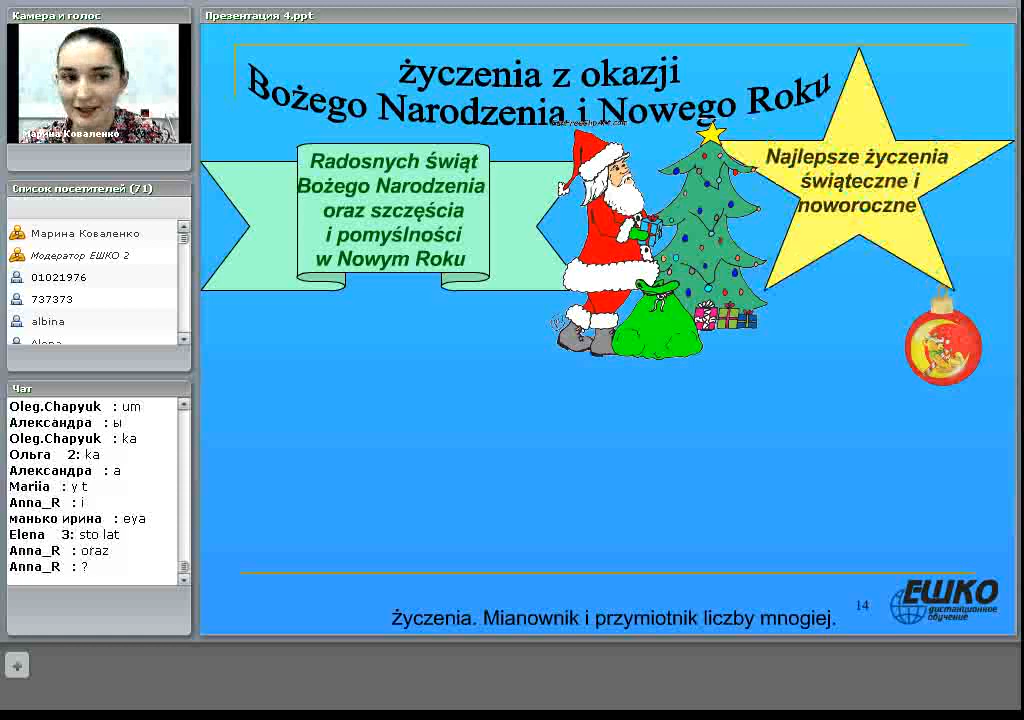 Камера и голос
Марина Коваленко
Список посетителей (71)
Марина Коваленко
Модератор ЕШКО 2
01021976
737373
albina
Чат
Oleg.Chapyuk : um
Александра : ы
Oleg.Chapyuk : ka
Ольга 2: ka
Александра : а
Mariia : y t
Anna_R : i
манько ирина : eya
Elena 3: sto lat
Anna_R : oraz
Anna_R : ?
Презентация 4.ppt
życzenia z okazji
Bożego Narodzenia i Nowego Roku
Radosnych świąt
Bożego Narodzenia
oraz szczęścia
i pomyślności
w Nowym Roku
Najlepsze życzenia
świąteczne i
noworoczne
Życzenia. Mianownik i przymiotnik liczby mnogiej.
14
ЕШКО
дистанционное
обучение